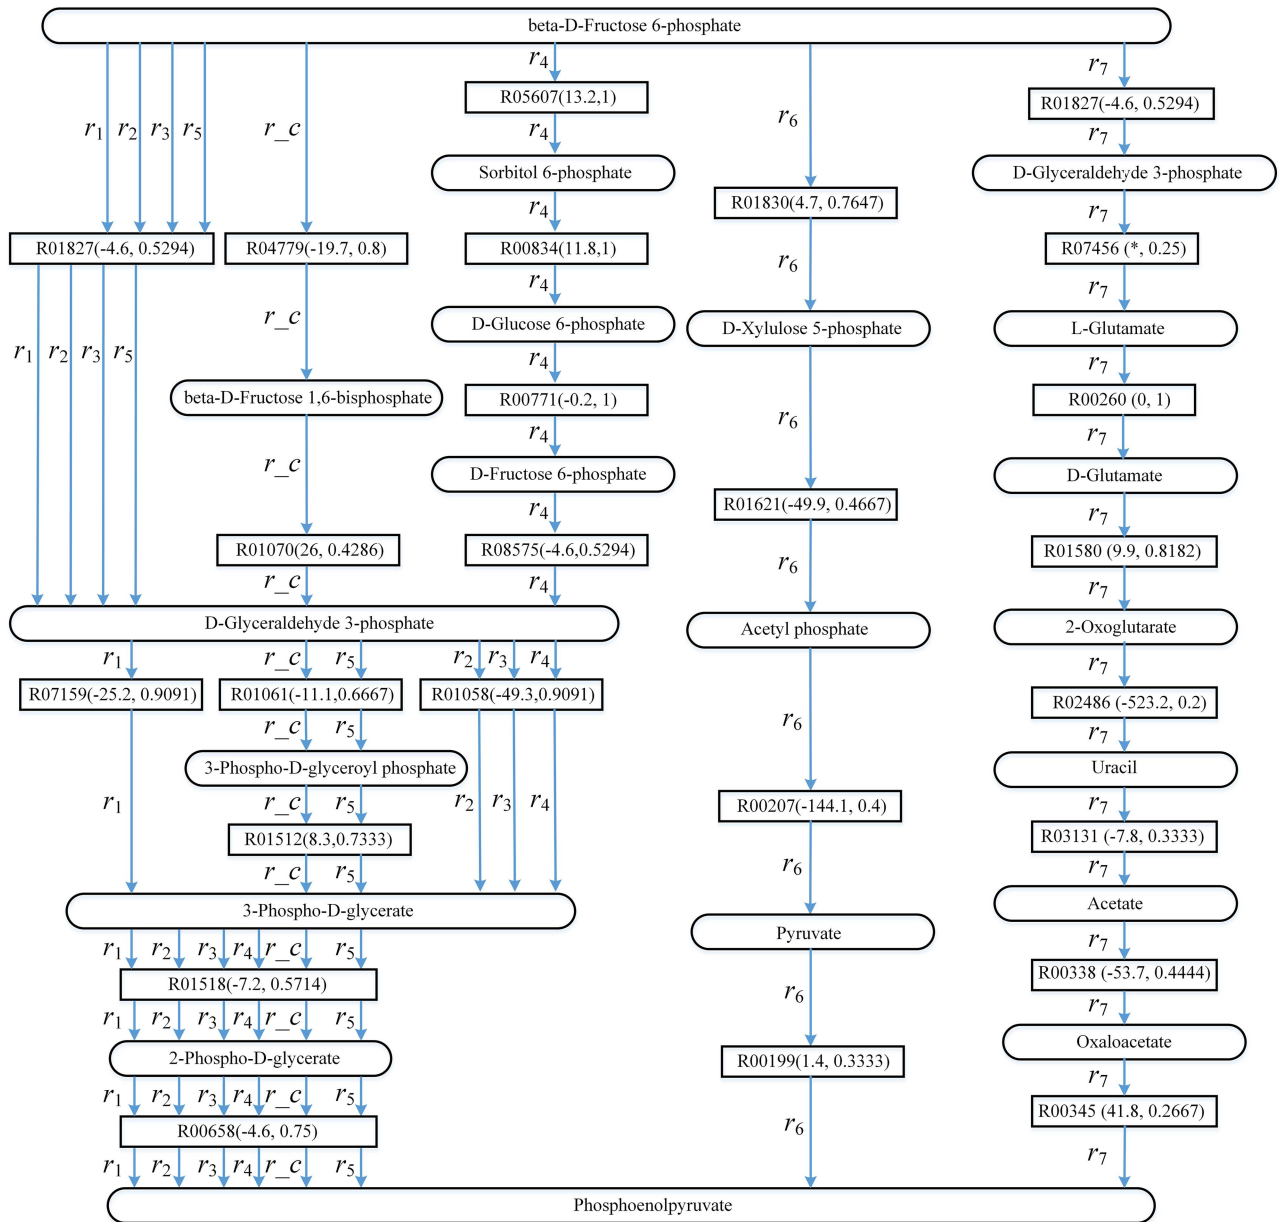 beta-D-Fructose 6-phosphate
r4
r7
R05607(13.2,1)
R01827(-4.6, 0.5294)
r1 r2 r3 r5
r_c
r4
r6
r7
Sorbitol 6-phosphate
D-Glyceraldehyde 3-phosphate
R01830(4.7, 0.7647)
r4
r7
R01827(-4.6, 0.5294)
R04779(-19.7, 0.8)
R00834(11.8,1)
R07456 (*, 0.25)
r6
r4
r7
r_c
D-Glucose 6-phosphate
D-Xylulose 5-phosphate
L-Glutamate
r1 r2 r3 r5
r4
r7
beta-D-Fructose 1,6-bisphosphate
R00771(-0.2, 1)
R00260 (0, 1)
r6
r4
r7
r_c
D-Fructose 6-phosphate
D-Glutamate
R01621(-49.9, 0.4667)
r4
r7
R01070(26, 0.4286)
R08575(-4.6,0.5294)
R01580 (9.9, 0.8182)
r6
r_c
r4
r7
D-Glyceraldehyde 3-phosphate
Acetyl phosphate
2-Oxoglutarate
r1
r_c
r5
r2 r3 r4
r7
R07159(-25.2, 0.9091)
R01061(-11.1,0.6667)
R01058(-49.3,0.9091)
R02486 (-523.2, 0.2)
r_c
r5
r6
r7
3-Phospho-D-glyceroyl phosphate
Uracil
r1
r_c
r5
r2 r3 r4
R00207(-144.1, 0.4)
r7
R01512(8.3,0.7333)
R03131 (-7.8, 0.3333)
r_c
r5
r6
r7
3-Phospho-D-glycerate
Acetate
Pyruvate
r1 r2 r3 r4 r_c r5
r7
R01518(-7.2, 0.5714)
R00338 (-53.7, 0.4444)
r6
r1 r2 r3 r4 r_c r5
r7
2-Phospho-D-glycerate
Oxaloacetate
R00199(1.4, 0.3333)
r1 r2 r3 r4 r_c r5
r7
R00658(-4.6, 0.75)
R00345 (41.8, 0.2667)
r6
r1 r2 r3 r4 r_c r5
r7
Phosphoenolpyruvate